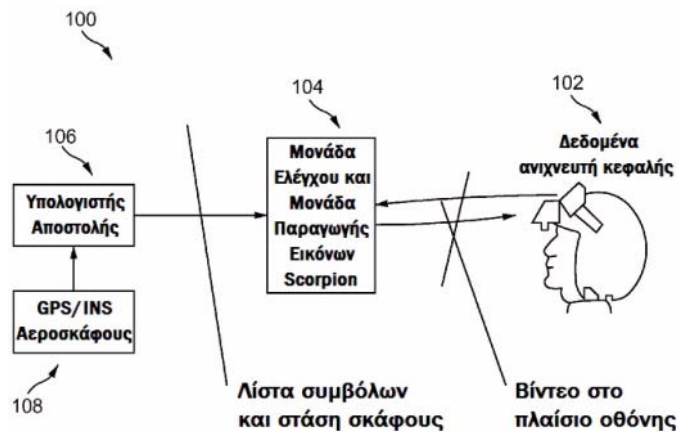 100
104
102
106
Δεδομένα
ανιχνευτή κεφαλής
Μονάδα
Ελέγχου και
Μονάδα
Παραγωγής
Εικόνων
Scorpion
Υπολογιστής
Αποστολής
GPS/INS
Αεροσκάφους
108
Λίστα συμβόλων
και στάση σκάφους
Βίντεο στο
πλαίσιο οθόνης